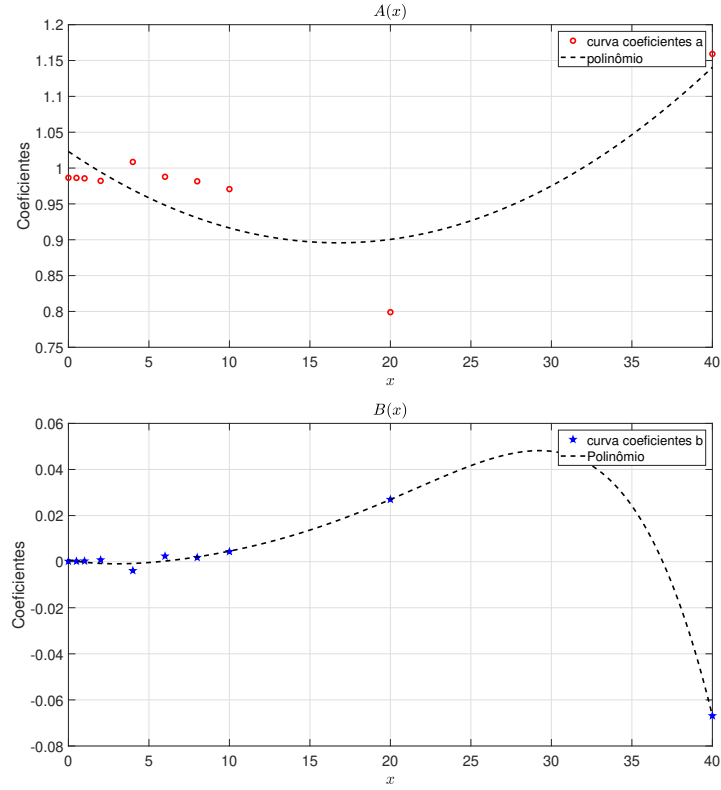 A(x)
1.2
1.15
1.1
1.05
1
0.95
0.9
0.85
0.8
0.75
Coeficientes
curva coeficientes a
polinômio
0 5 10 15 20 25 30 35 40
x
B(x)
0.06
0.04
0.02
0
-0.02
-0.04
-0.06
-0.08
Coeficientes
curva coeficientes b
Polinômio
0 5 10 15 20 25 30 35 40
x